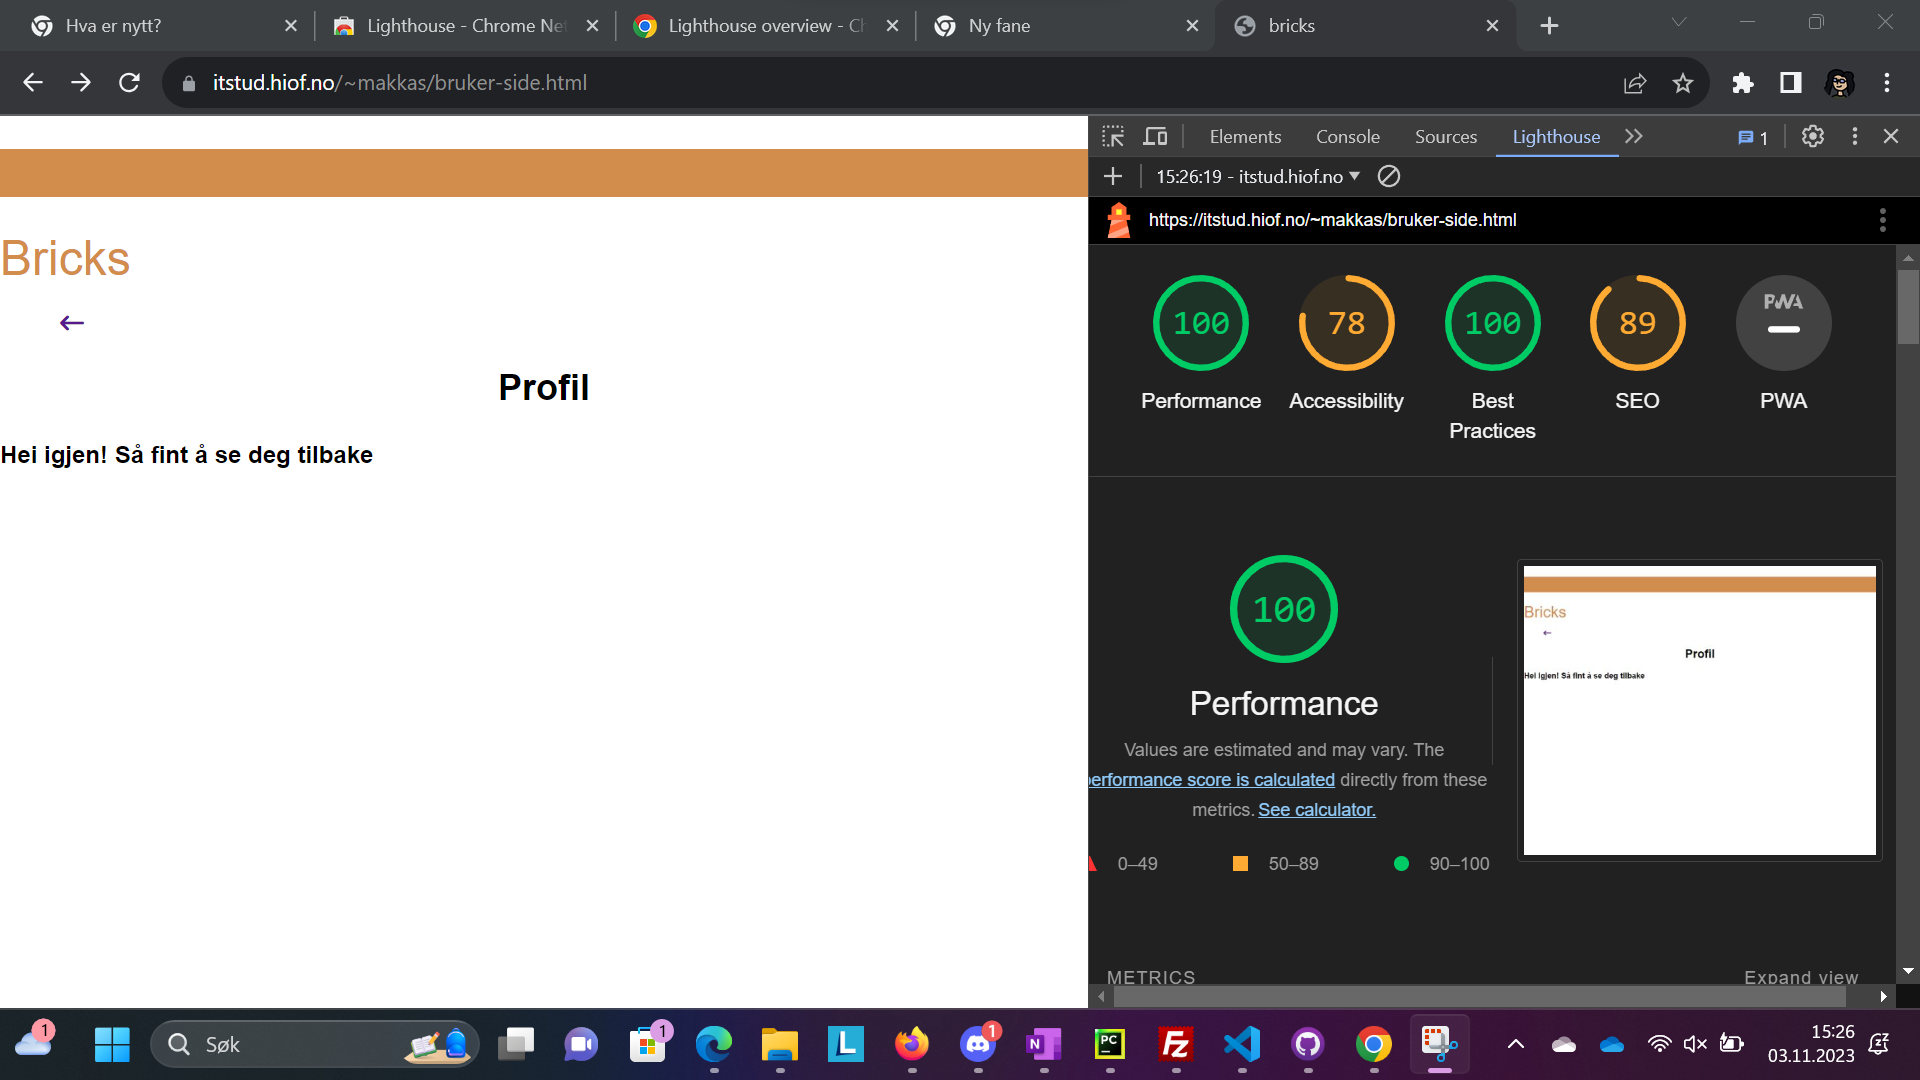 Hva er nytt?
Lighthouse - Chrome Net
Lighthouse overview - Ch
Ny fane
bricks
itstud.hiof.no/~makkas/bruker-side.html
Bricks
←
Profil
Hei igjen! Så fint å se deg tilbake
Elements Console Sources Lighthouse 1
15:26:19 - itstud.hiof.no
https://itstud.hiof.no/~makkas/bruker-side.html
100 78 100 89 PWA
Performance Accessibility Best Practices SEO PWA
100
Performance
Values are estimated and may vary. The
performance score is calculated directly from these
metrics. See calculator.
0–49 50–89 90–100
Bricks
←
Profil
Hei igjen! Så fint å se deg tilbake
METRICS Expand view
1
Søk
1
1
N
L
PC
FZ
15:26
03.11.2023